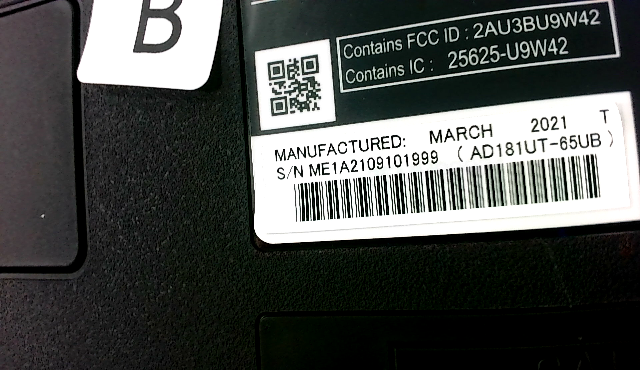 B
Contains FCC ID : 2AU3BU9W42
Contains IC : 25625-U9W42
MANUFACTURED: MARCH 2021 T
S/N ME1A2109101999 ( AD181UT-65UB )